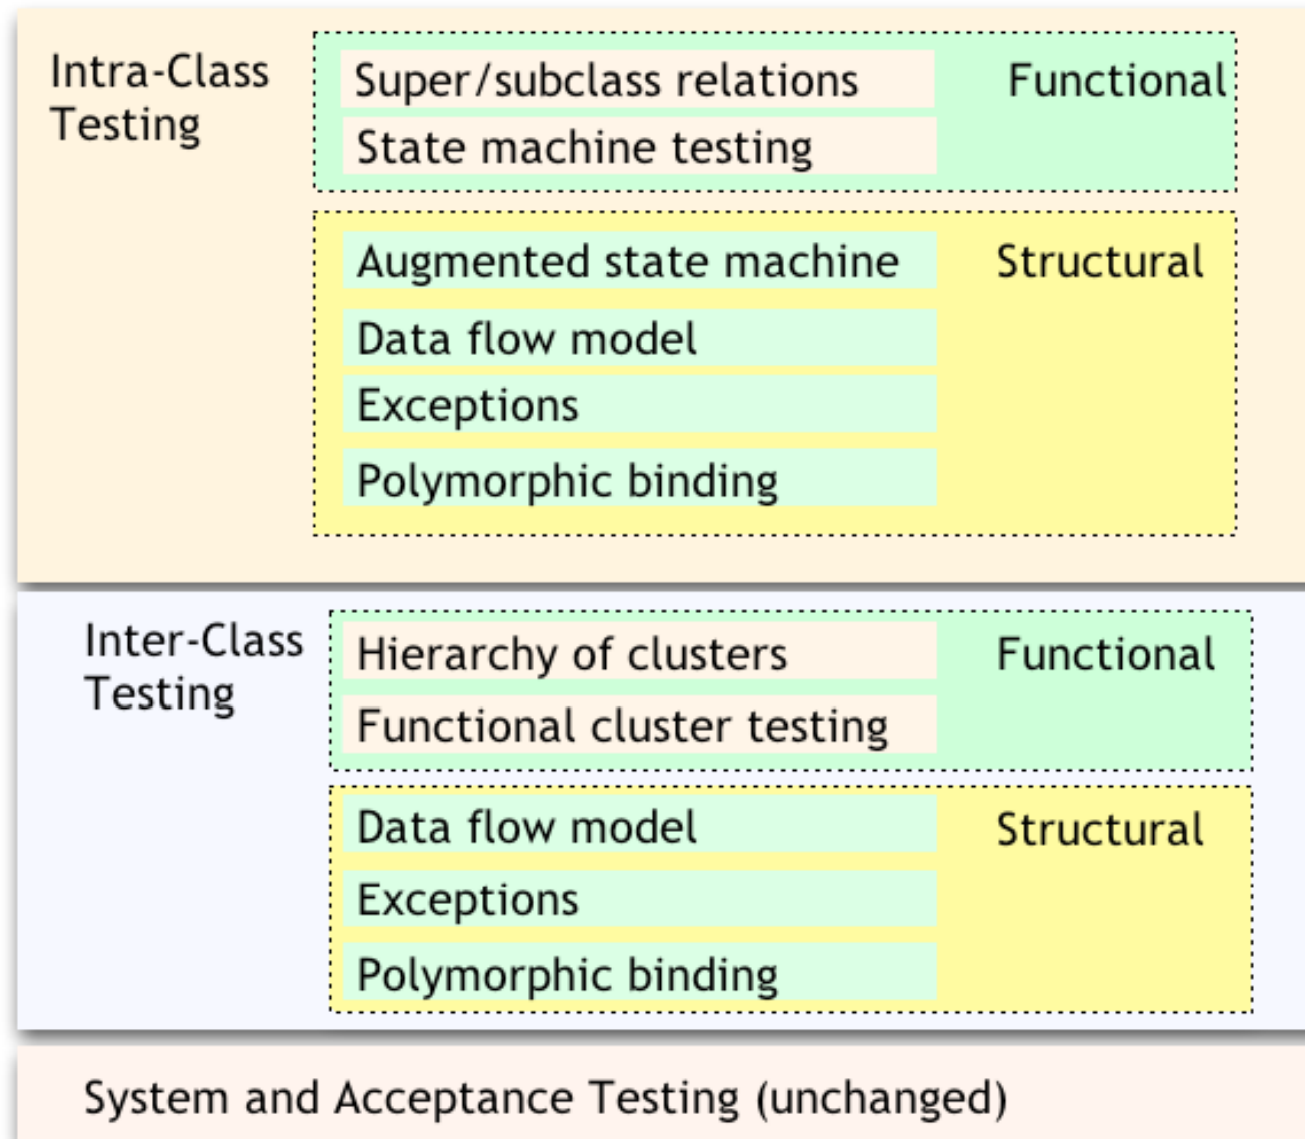 Intra-Class
Testing
Super/subclass relations
Functional
State machine testing
Augmented state machine
Structural
Data flow model
Exceptions
Polymorphic binding
Inter-Class
Testing
Hierarchy of clusters
Functional
Functional cluster testing
Data flow model
Structural
Exceptions
Polymorphic binding
System and Acceptance Testing (unchanged)